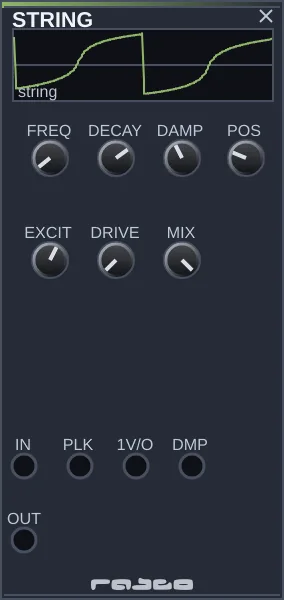 STRING
string
FREQ DECAY DAMP POS
EXCIT DRIVE MIX
IN PLK 1V/O DMP
OUT